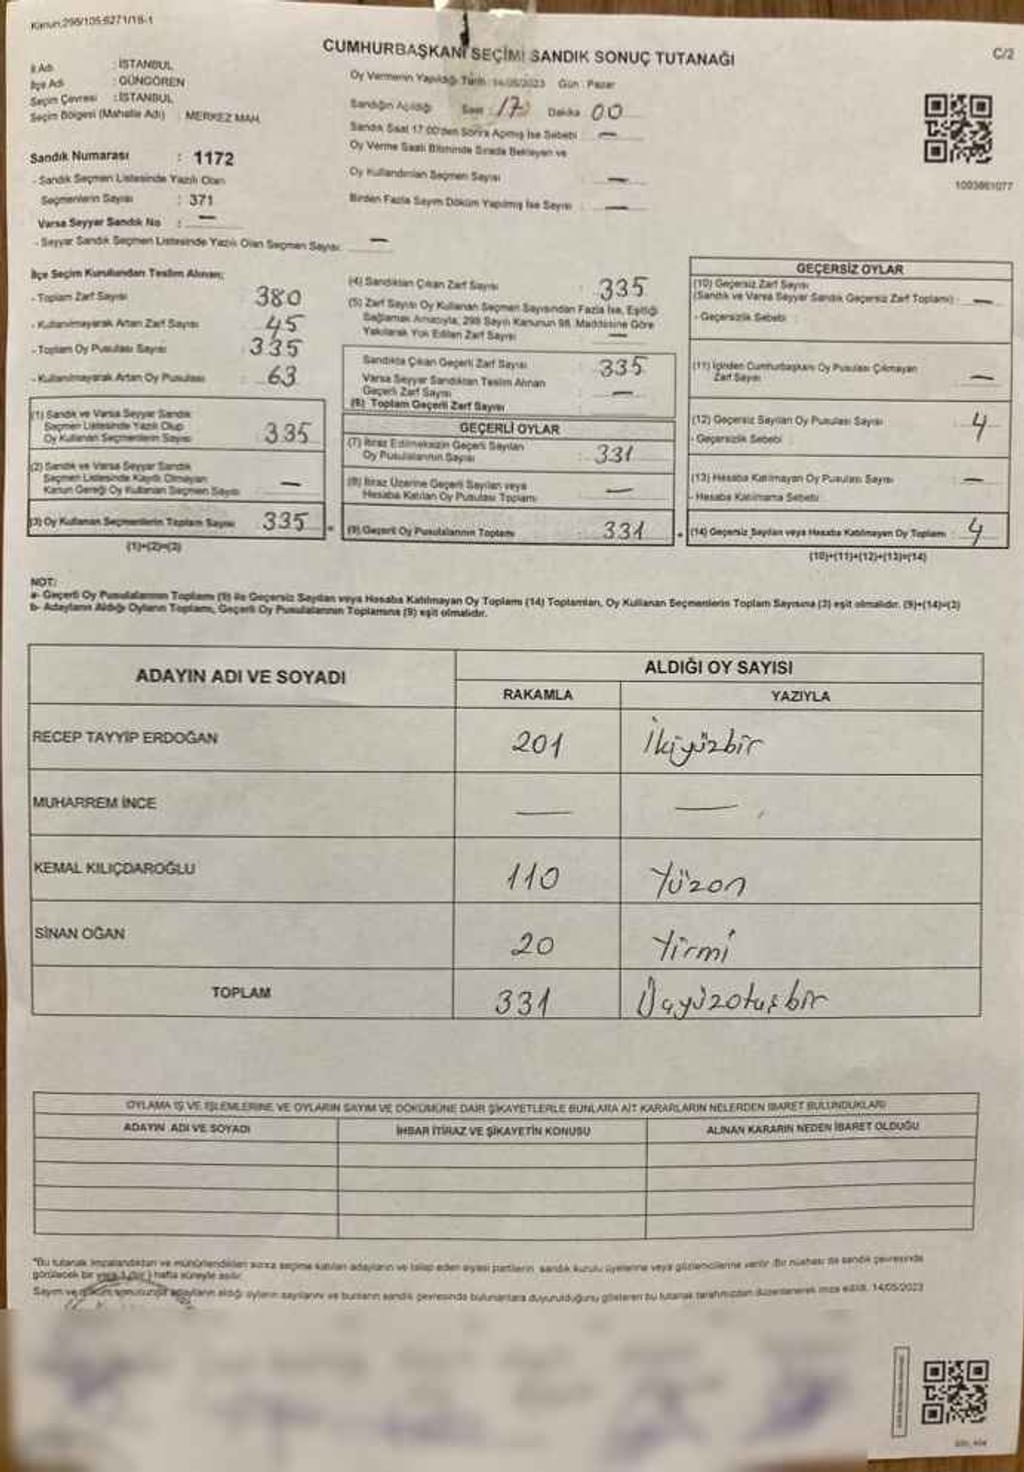 Kanun:298/105;6271/18-1
CUMHURBAŞKANI SEÇİMİ SANDIK SONUÇ TUTANAĞI
C/2
İl Adı : İSTANBUL
İlçe Adı : GÜNGÖREN
Seçim Çevresi : İSTANBUL
Seçim Bölgesi (Mahalle Adı) : MERKEZ MAH.
Oy Vermenin Yapıldığı Tarih : 14/05/2023 Gün : Pazar
Sandığın Açıldığı Saat : 17 Dakika 00
Sandık Saat 17:00'den Sonra Açmış İse Sebebi : —
Oy Verme Saati Bitiminde Sırada Bekleyen ve
Oy Kullandırılan Seçmen Sayısı : —
Birden Fazla Sayım Döküm Yapılmış İse Sayısı : —
1093861077
Sandık Numarası : 1172
- Sandık Seçmen Listesinde Yazılı Olan
Seçmenlerin Sayısı : 371
Varsa Seyyar Sandık No : —
- Seyyar Sandık Seçmen Listesinde Yazılı Olan Seçmen Sayısı: —
İlçe Seçim Kurulundan Teslim Alınan:
- Toplam Zarf Sayısı 380
- Kullanılmayarak Artan Zarf Sayısı 45
- Toplam Oy Pusulası Sayısı 335
- Kullanılmayarak Artan Oy Pusulası 63
(1) Sandık ve Varsa Seyyar Sandık
Seçmen Listesinde Yazılı Olup
Oy Kullanan Seçmenlerin Sayısı 335
(2) Sandık ve Varsa Seyyar Sandık
Seçmen Listesinde Kayıtlı Olmayan
Kanun Gereği Oy Kullanan Seçmen Sayısı —
(3) Oy Kullanan Seçmenlerin Toplam Sayısı 335
(1)+(2)=(3)
(4) Sandıktan Çıkan Zarf Sayısı : 335
(5) Zarf Sayısı Oy Kullanan Seçmen Sayısından Fazla İse, Eşitliği
Sağlamak Amacıyla, 298 Sayılı Kanunun 98. Maddesine Göre
Yakılarak Yok Edilen Zarf Sayısı : —
Sandıkta Çıkan Geçerli Zarf Sayısı : 335
Varsa Seyyar Sandıktan Teslim Alınan
Geçerli Zarf Sayısı : —
(6) Toplam Geçerli Zarf Sayısı
GEÇERLİ OYLAR
(7) İtiraz Edilmeksizin Geçerli Sayılan
Oy Pusulalarının Sayısı : 331
(8) İtiraz Üzerine Geçerli Sayılan veya
Hesaba Katılan Oy Pusulası Toplamı : —
(9) Geçerli Oy Pusulalarının Toplamı : 331
GEÇERSİZ OYLAR
(10) Geçersiz Zarf Sayısı
(Sandık ve Varsa Seyyar Sandık Geçersiz Zarf Toplamı) : —
- Geçersizlik Sebebi :
(11) İçinden Cumhurbaşkanı Oy Pusulası Çıkmayan
Zarf Sayısı : —
(12) Geçersiz Sayılan Oy Pusulası Sayısı : 4
- Geçersizlik Sebebi :
(13) Hesaba Katılmayan Oy Pusulası Sayısı : —
- Hesaba Katılmama Sebebi :
(14) Geçersiz Sayılan veya Hesaba Katılmayan Oy Toplamı : 4
(10)+(11)+(12)+(13)=(14)
NOT:
a- Geçerli Oy Pusulalarının Toplamı (9) ile Geçersiz Sayılan veya Hesaba Katılmayan Oy Toplamı (14) Toplamları, Oy Kullanan Seçmenlerin Toplam Sayısına (3) eşit olmalıdır. (9)+(14)=(3)
b- Adayların Aldığı Oyların Toplamı, Geçerli Oy Pusulalarının Toplamına (9) eşit olmalıdır.
ADAYIN ADI VE SOYADI
ALDIĞI OY SAYISI
RAKAMLA YAZIYLA
RECEP TAYYİP ERDOĞAN 201 İkiyüzbir
MUHARREM İNCE — —
KEMAL KILIÇDAROĞLU 110 Yüzon
SİNAN OĞAN 20 Yirmi
TOPLAM 331 Üçyüzotuzbir
OYLAMA İŞ VE İŞLEMLERİNE VE OYLARIN SAYIM VE DÖKÜMÜNE DAİR ŞİKAYETLERLE BUNLARA AİT KARARLARIN NELERDEN İBARET BULUNDUKLARI
ADAYIN ADI VE SOYADI İHBAR İTİRAZ VE ŞİKAYETİN KONUSU ALINAN KARARIN NEDEN İBARET OLDUĞU
*Bu tutanak imzalandıktan ve mühürlendikten sonra seçime katılan adayların ve talep eden siyasi partilerin sandık kurulu üyelerine veya gözlemcilerine verilir. Bir nüshası da sandık çevresinde
görülecek bir yere 1 (bir) hafta süreyle asılır.
Sayım ve döküm sonucunda adayların aldığı oyların sayılarını ve bunların sandık çevresinde bulunanlara duyurulduğunu gösteren bu tutanak tarafımızdan düzenlenerek imza edildi. 14/05/2023